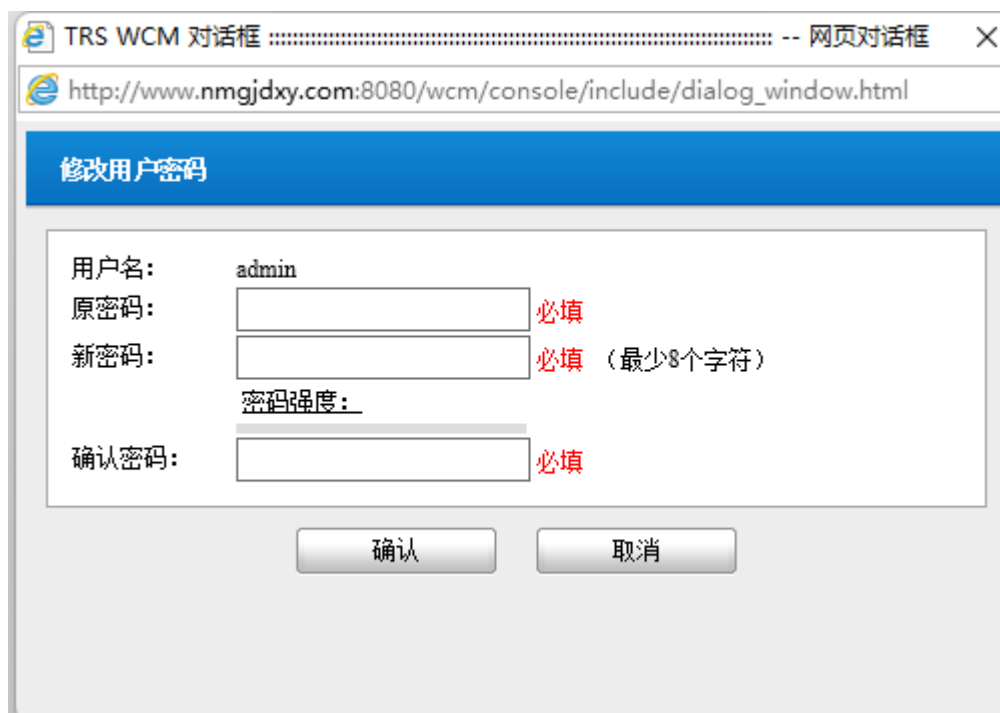 TRS WCM 对话框 :::::::::::::::::::::::::::::::::::::::::::::::::::::::::::::::::::::::::::::::::::: -- 网页对话框
http://www.nmgjdxy.com:8080/wcm/console/include/dialog_window.html
修改用户密码
用户名： admin
原密码： 必填
新密码： 必填 （最少8个字符）
密码强度：
确认密码： 必填
确认 取消